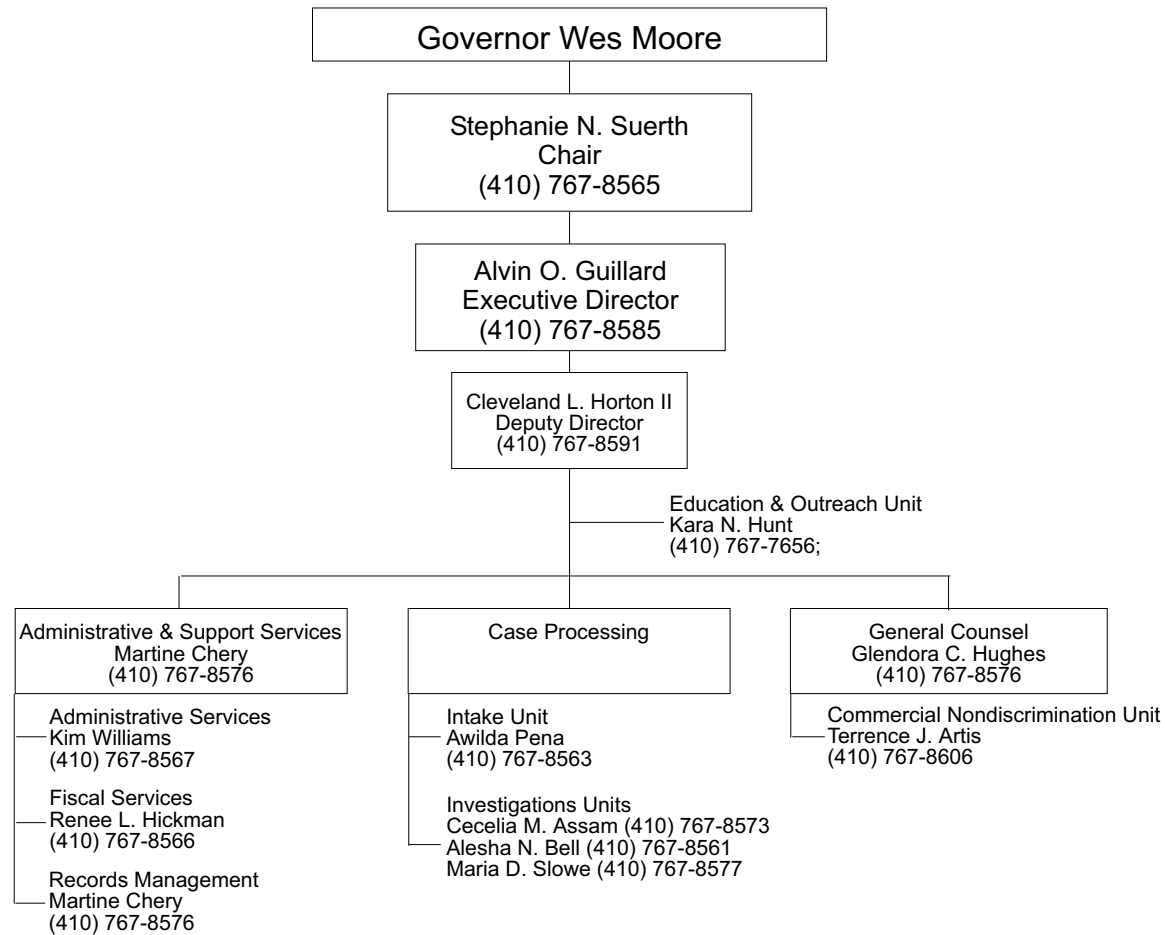 Governor Wes Moore
Stephanie N. Suerth
Chair
(410) 767-8565
Alvin O. Guillard
Executive Director
(410) 767-8585
Cleveland L. Horton II
Deputy Director
(410) 767-8591
Education & Outreach Unit
Kara N. Hunt
(410) 767-7656;
Administrative & Support Services
Martine Chery
(410) 767-8576
Administrative Services
Kim Williams
(410) 767-8567
Fiscal Services
Renee L. Hickman
(410) 767-8566
Records Management
Martine Chery
(410) 767-8576
Case Processing
Intake Unit
Awilda Pena
(410) 767-8563
Investigations Units
Cecelia M. Assam (410) 767-8573
Alesha N. Bell (410) 767-8561
Maria D. Slowe (410) 767-8577
General Counsel
Glendora C. Hughes
(410) 767-8576
Commercial Nondiscrimination Unit
Terrence J. Artis
(410) 767-8606